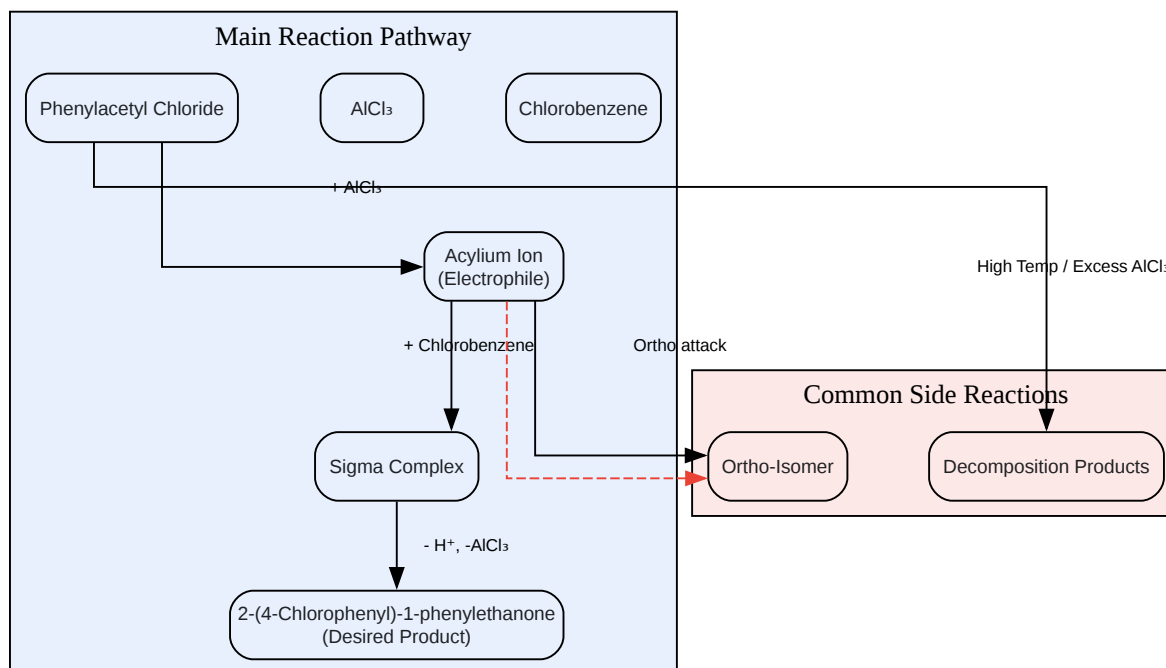 Main Reaction Pathway
Phenylacetyl Chloride
AlCl₃
Chlorobenzene
+ AlCl₃
Acylium Ion
(Electrophile)
High Temp / Excess AlCl₃
+ Chlorobenzene
Ortho attack
Common Side Reactions
Sigma Complex
Ortho-Isomer
Decomposition Products
- H⁺, -AlCl₃
2-(4-Chlorophenyl)-1-phenylethanone
(Desired Product)